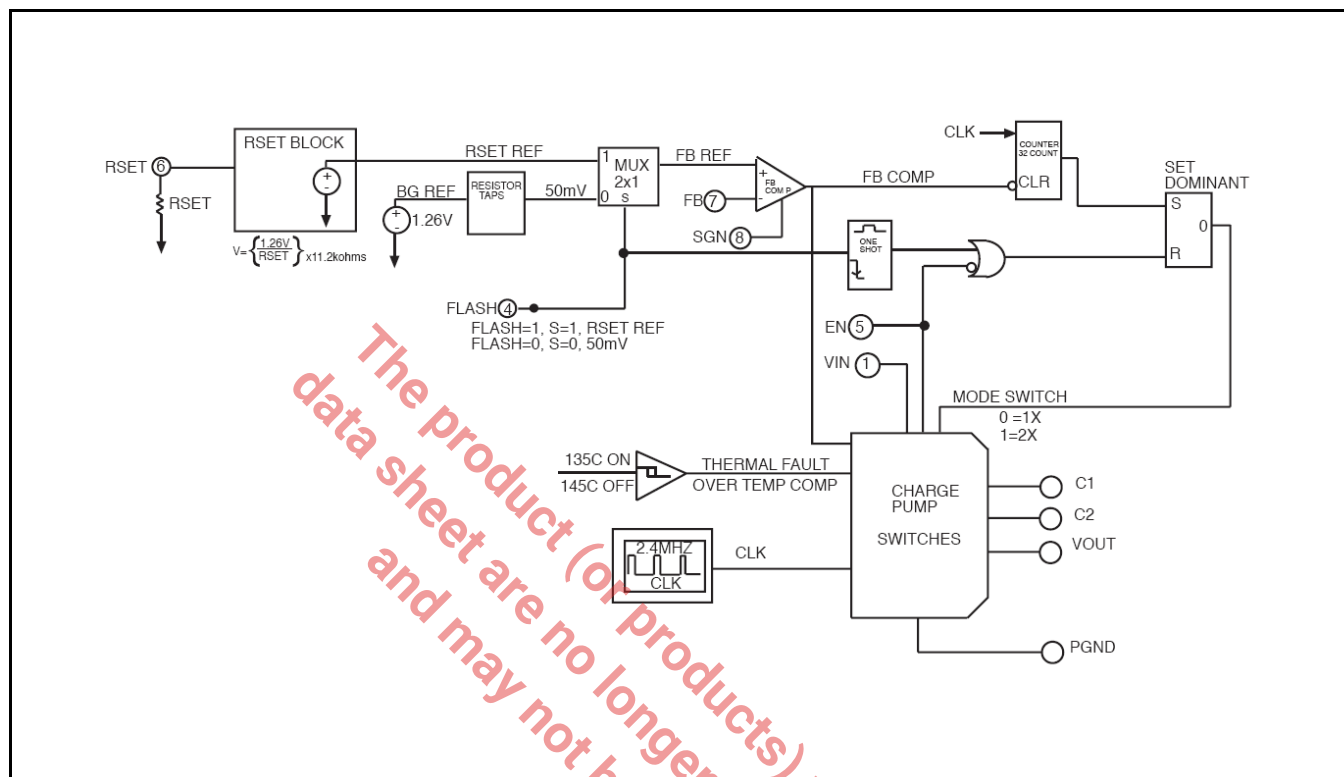 RSET 6
RSET
RSET BLOCK
+
-
V= {1.26V / RSET} x11.2kohms
RSET REF
BG REF
+
-
1.26V
RESISTOR
TAPS
50mV
1
0
MUX
2x1
S
FB REF
FB 7
SGN 8
+
-
FB
COM P
FB COMP
CLK
COUNTER
32 COUNT
CLR
SET
DOMINANT
S
0
R
ONE
SHOT
FLASH 4
FLASH=1, S=1, RSET REF
FLASH=0, S=0, 50mV
EN 5
VIN 1
MODE SWITCH
0 =1X
1=2X
135C ON
145C OFF
THERMAL FAULT
OVER TEMP COMP
2.4MHZ
CLK
CLK
CHARGE
PUMP
SWITCHES
C1
C2
VOUT
PGND
The product (or products)
data sheet are no longer
and may not